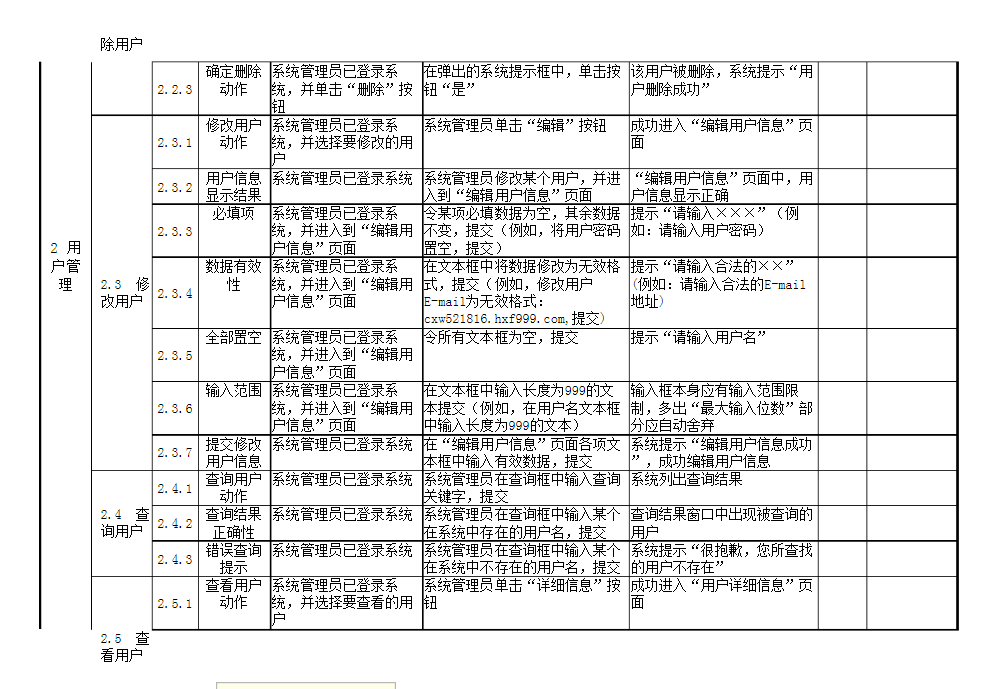 除用户
2.2.3
确定删除
动作
系统管理员已登录系
统，并单击“删除”按
钮
在弹出的系统提示框中，单击按
钮“是”
该用户被删除，系统提示“用
户删除成功”
2 用
户管
理
2.3 修
改用户
2.3.1
修改用户
动作
系统管理员已登录系
统，并选择要修改的用
户
系统管理员单击“编辑”按钮
成功进入“编辑用户信息”页
面
2.3.2
用户信息
显示结果
系统管理员已登录系统
系统管理员修改某个用户，并进
入到“编辑用户信息”页面
“编辑用户信息”页面中，用
户信息显示正确
2.3.3
必填项
系统管理员已登录系
统，并进入到“编辑用
户信息”页面
令某项必填数据为空，其余数据
不变，提交（例如，将用户密码
置空，提交）
提示“请输入×××”（例
如：请输入用户密码）
2.3.4
数据有效
性
系统管理员已登录系
统，并进入到“编辑用
户信息”页面
在文本框中将数据修改为无效格
式，提交（例如，修改用户
E-mail为无效格式：
cxw521816.hxf999.com,提交)
提示“请输入合法的××”
(例如：请输入合法的E-mail
地址)
2.3.5
全部置空
系统管理员已登录系
统，并进入到“编辑用
户信息”页面
令所有文本框为空，提交
提示“请输入用户名”
2.3.6
输入范围
系统管理员已登录系
统，并进入到“编辑用
户信息”页面
在文本框中输入长度为999的文
本提交（例如，在用户名文本框
中输入长度为999的文本）
输入框本身应有输入范围限
制，多出“最大输入位数”部
分应自动舍弃
2.3.7
提交修改
用户信息
系统管理员已登录系统
在“编辑用户信息”页面各项文
本框中输入有效数据，提交
系统提示“编辑用户信息成功
”，成功编辑用户信息
2.4 查
询用户
2.4.1
查询用户
动作
系统管理员已登录系统
系统管理员在查询框中输入查询
关键字，提交
系统列出查询结果
2.4.2
查询结果
正确性
系统管理员已登录系统
系统管理员在查询框中输入某个
在系统中存在的用户名，提交
查询结果窗口中出现被查询的
用户
2.4.3
错误查询
提示
系统管理员已登录系统
系统管理员在查询框中输入某个
在系统中不存在的用户名，提交
系统提示“很抱歉，您所查找
的用户不存在”
2.5 查
看用户
2.5.1
查看用户
动作
系统管理员已登录系
统，并选择要查看的用
户
系统管理员单击“详细信息”按
钮
成功进入“用户详细信息”页
面